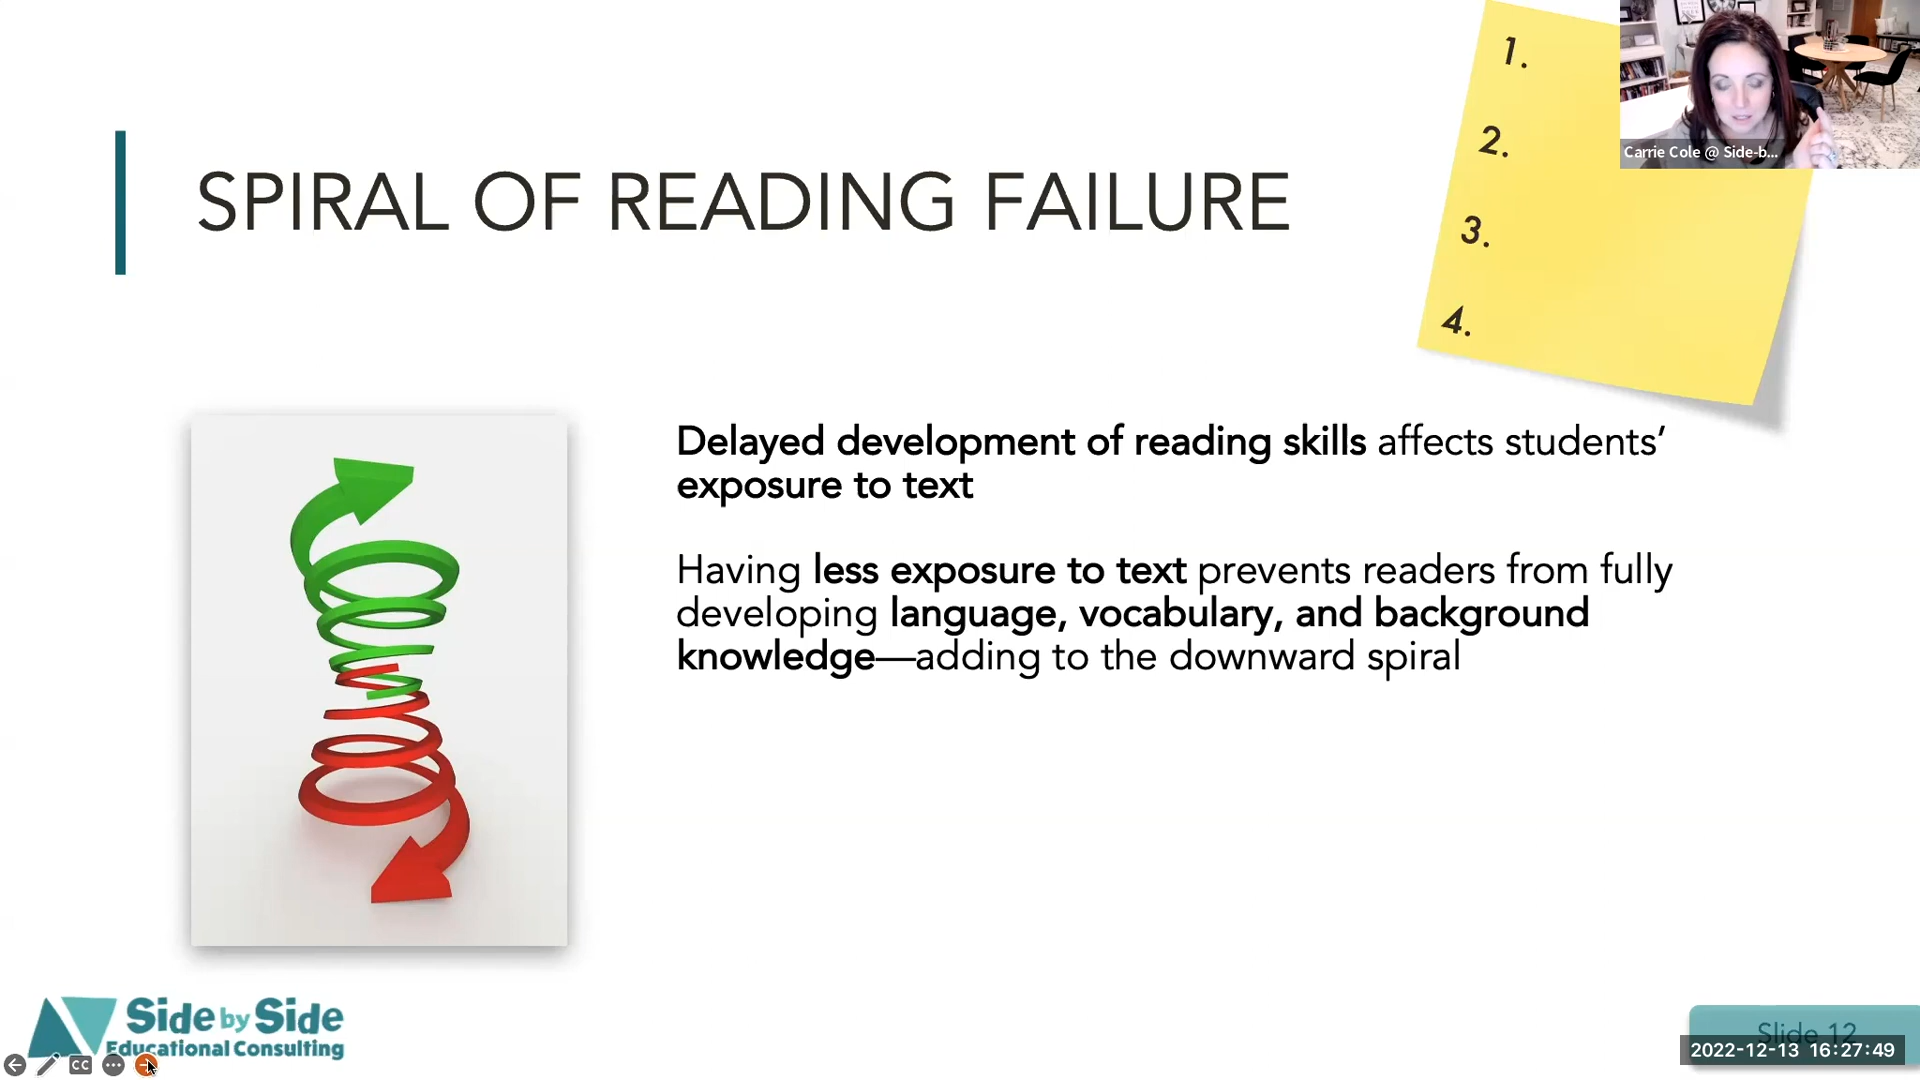 1.
2.
3.
4.
Carrie Cole @ Side-b...
SPIRAL OF READING FAILURE
Delayed development of reading skills affects students’
exposure to text
Having less exposure to text prevents readers from fully
developing language, vocabulary, and background
knowledge—adding to the downward spiral
Side by Side
Educational Consulting
CC
Slide 12
2022-12-13 16:27:49